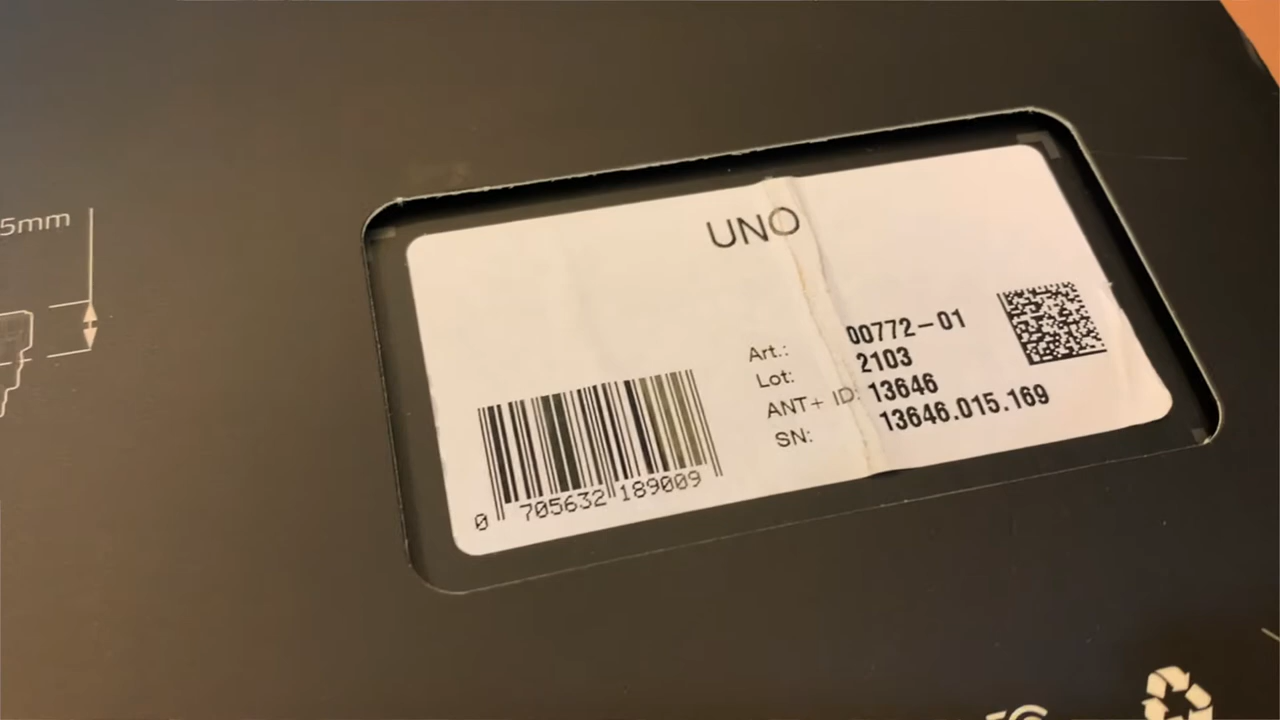 5mm
UNO
Art.: 00772-01
Lot: 2103
ANT+ ID: 13646
SN: 13646.015.169
0 705632 189009